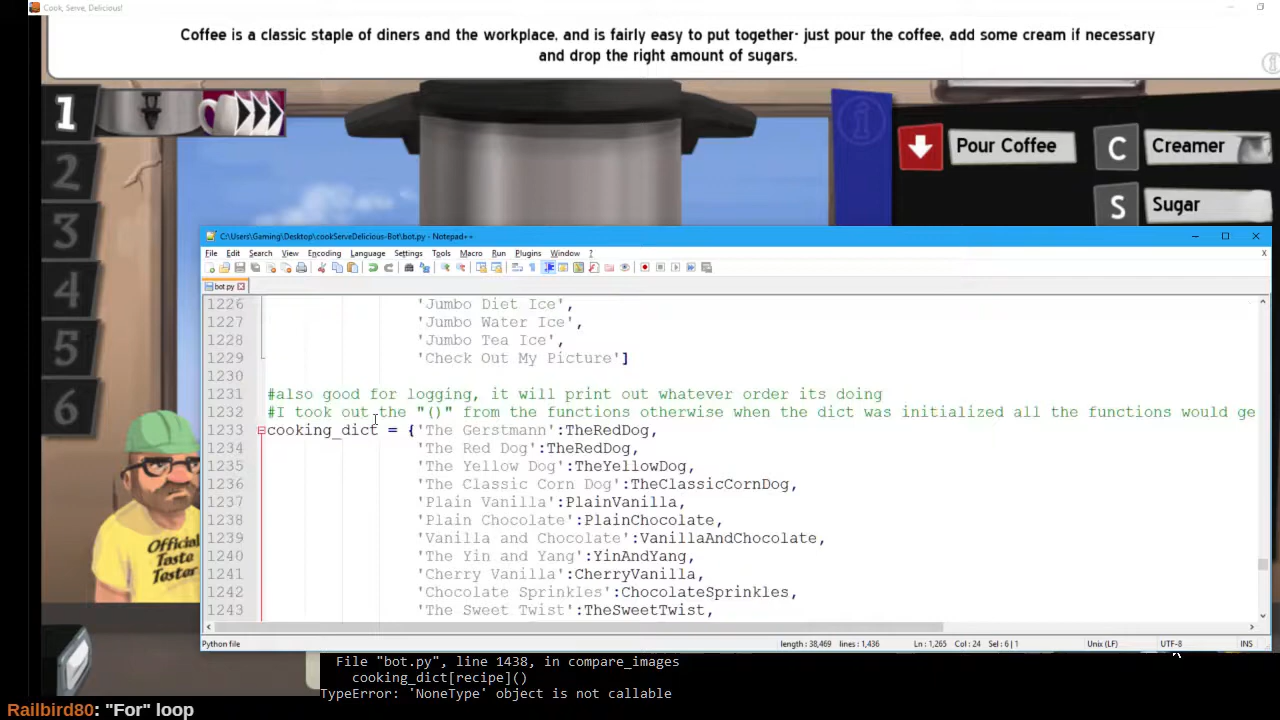 Cook, Serve, Delicious!
Coffee is a classic staple of diners and the workplace, and is fairly easy to put together- just pour the coffee, add some cream if necessary
and drop the right amount of sugars.
1
2
3
4
5
6
Pour Coffee
C
Creamer
S
Sugar
C:\Users\Gaming\Desktop\cookServeDelicious-Bot\bot.py - Notepad++
File Edit Search View Encoding Language Settings Tools Macro Run Plugins Window ?
bot.py
1226 'Jumbo Diet Ice',
1227 'Jumbo Water Ice',
1228 'Jumbo Tea Ice',
1229 'Check Out My Picture']
1230
1231 #also good for logging, it will print out whatever order its doing
1232 #I took out the "()" from the functions otherwise when the dict was initialized all the functions would ge
1233 cooking_dict = {'The Gerstmann':TheRedDog,
1234 'The Red Dog':TheRedDog,
1235 'The Yellow Dog':TheYellowDog,
1236 'The Classic Corn Dog':TheClassicCornDog,
1237 'Plain Vanilla':PlainVanilla,
1238 'Plain Chocolate':PlainChocolate,
1239 'Vanilla and Chocolate':VanillaAndChocolate,
1240 'The Yin and Yang':YinAndYang,
1241 'Cherry Vanilla':CherryVanilla,
1242 'Chocolate Sprinkles':ChocolateSprinkles,
1243 'The Sweet Twist':TheSweetTwist,
Python file length : 38,469 lines : 1,436 Ln : 1,265 Col : 24 Sel : 6 | 1 Unix (LF) UTF-8 INS
Official
Taste
Tester
File "bot.py", line 1438, in compare_images
cooking_dict[recipe]()
TypeError: 'NoneType' object is not callable
Railbird80: "For" loop